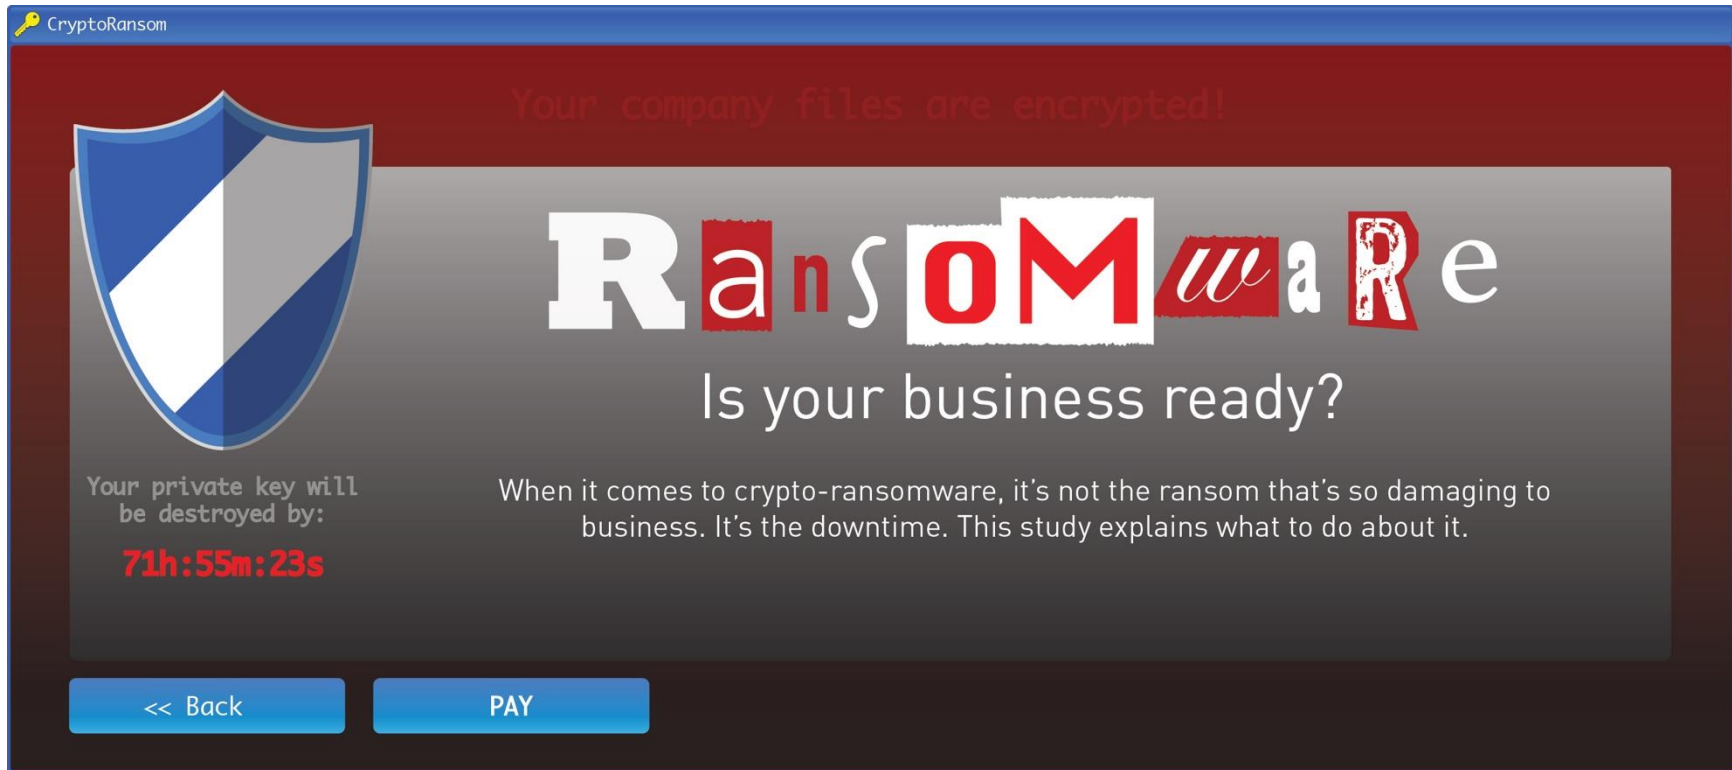 CryptoRansom
Your company files are encrypted!
RansoMwaRe
Is your business ready?
When it comes to crypto-ransomware, it’s not the ransom that’s so damaging to
business. It’s the downtime. This study explains what to do about it.
Your private key will
be destroyed by:
71h:55m:23s
<< Back
PAY